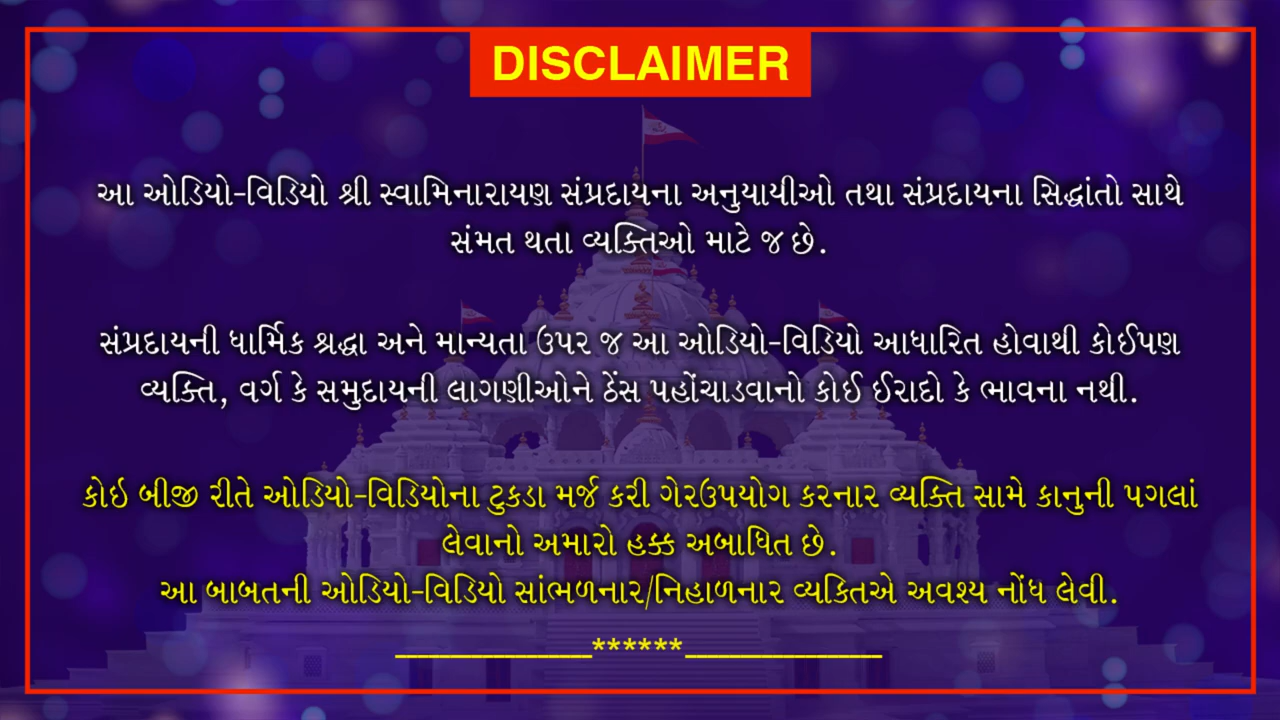 DISCLAIMER
આ ઓડિયો-વિડિયો શ્રી સ્વામિનારાયણ સંપ્રદાયના અનુયાયીઓ તથા સંપ્રદાયના સિદ્ધાંતો સાથે
સંમત થતા વ્યક્તિઓ માટે જ છે.
સંપ્રદાયની ધાર્મિક શ્રદ્ધા અને માન્યતા ઉપર જ આ ઓડિયો-વિડિયો આધારિત હોવાથી કોઈપણ
વ્યક્તિ, વર્ગ કે સમુદાયની લાગણીઓને ઠેંસ પહોંચાડવાનો કોઈ ઈરાદો કે ભાવના નથી.
કોઇ બીજી રીતે ઓડિયો-વિડિયોના ટુકડા મર્જ કરી ગેરઉપયોગ કરનાર વ્યક્તિ સામે કાનુની પગલાં
લેવાનો અમારો હક્ક અબાધિત છે.
આ બાબતની ઓડિયો-વિડિયો સાંભળનાર/નિહાળનાર વ્યકિતએ અવશ્ય નોંધ લેવી.
__________________******__________________